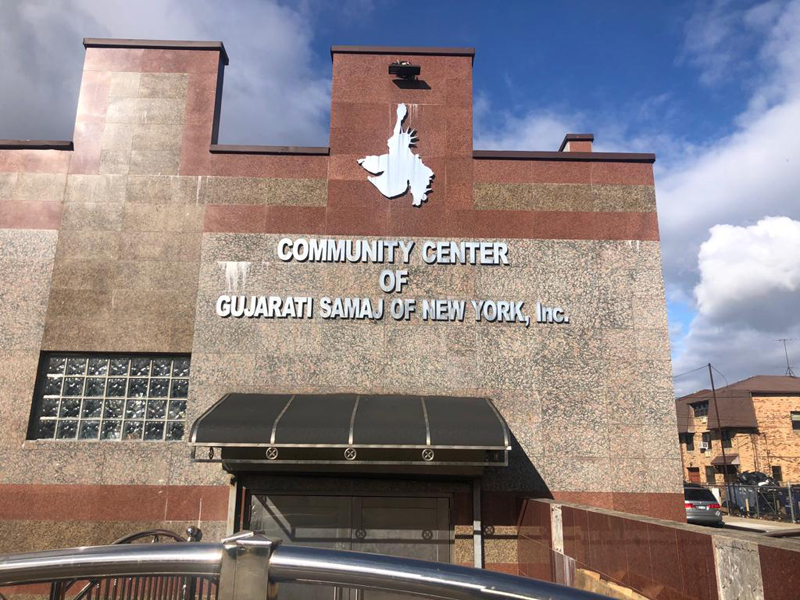 COMMUNITY CENTER
OF
GUJARATI SAMAJ OF NEW YORK, Inc.